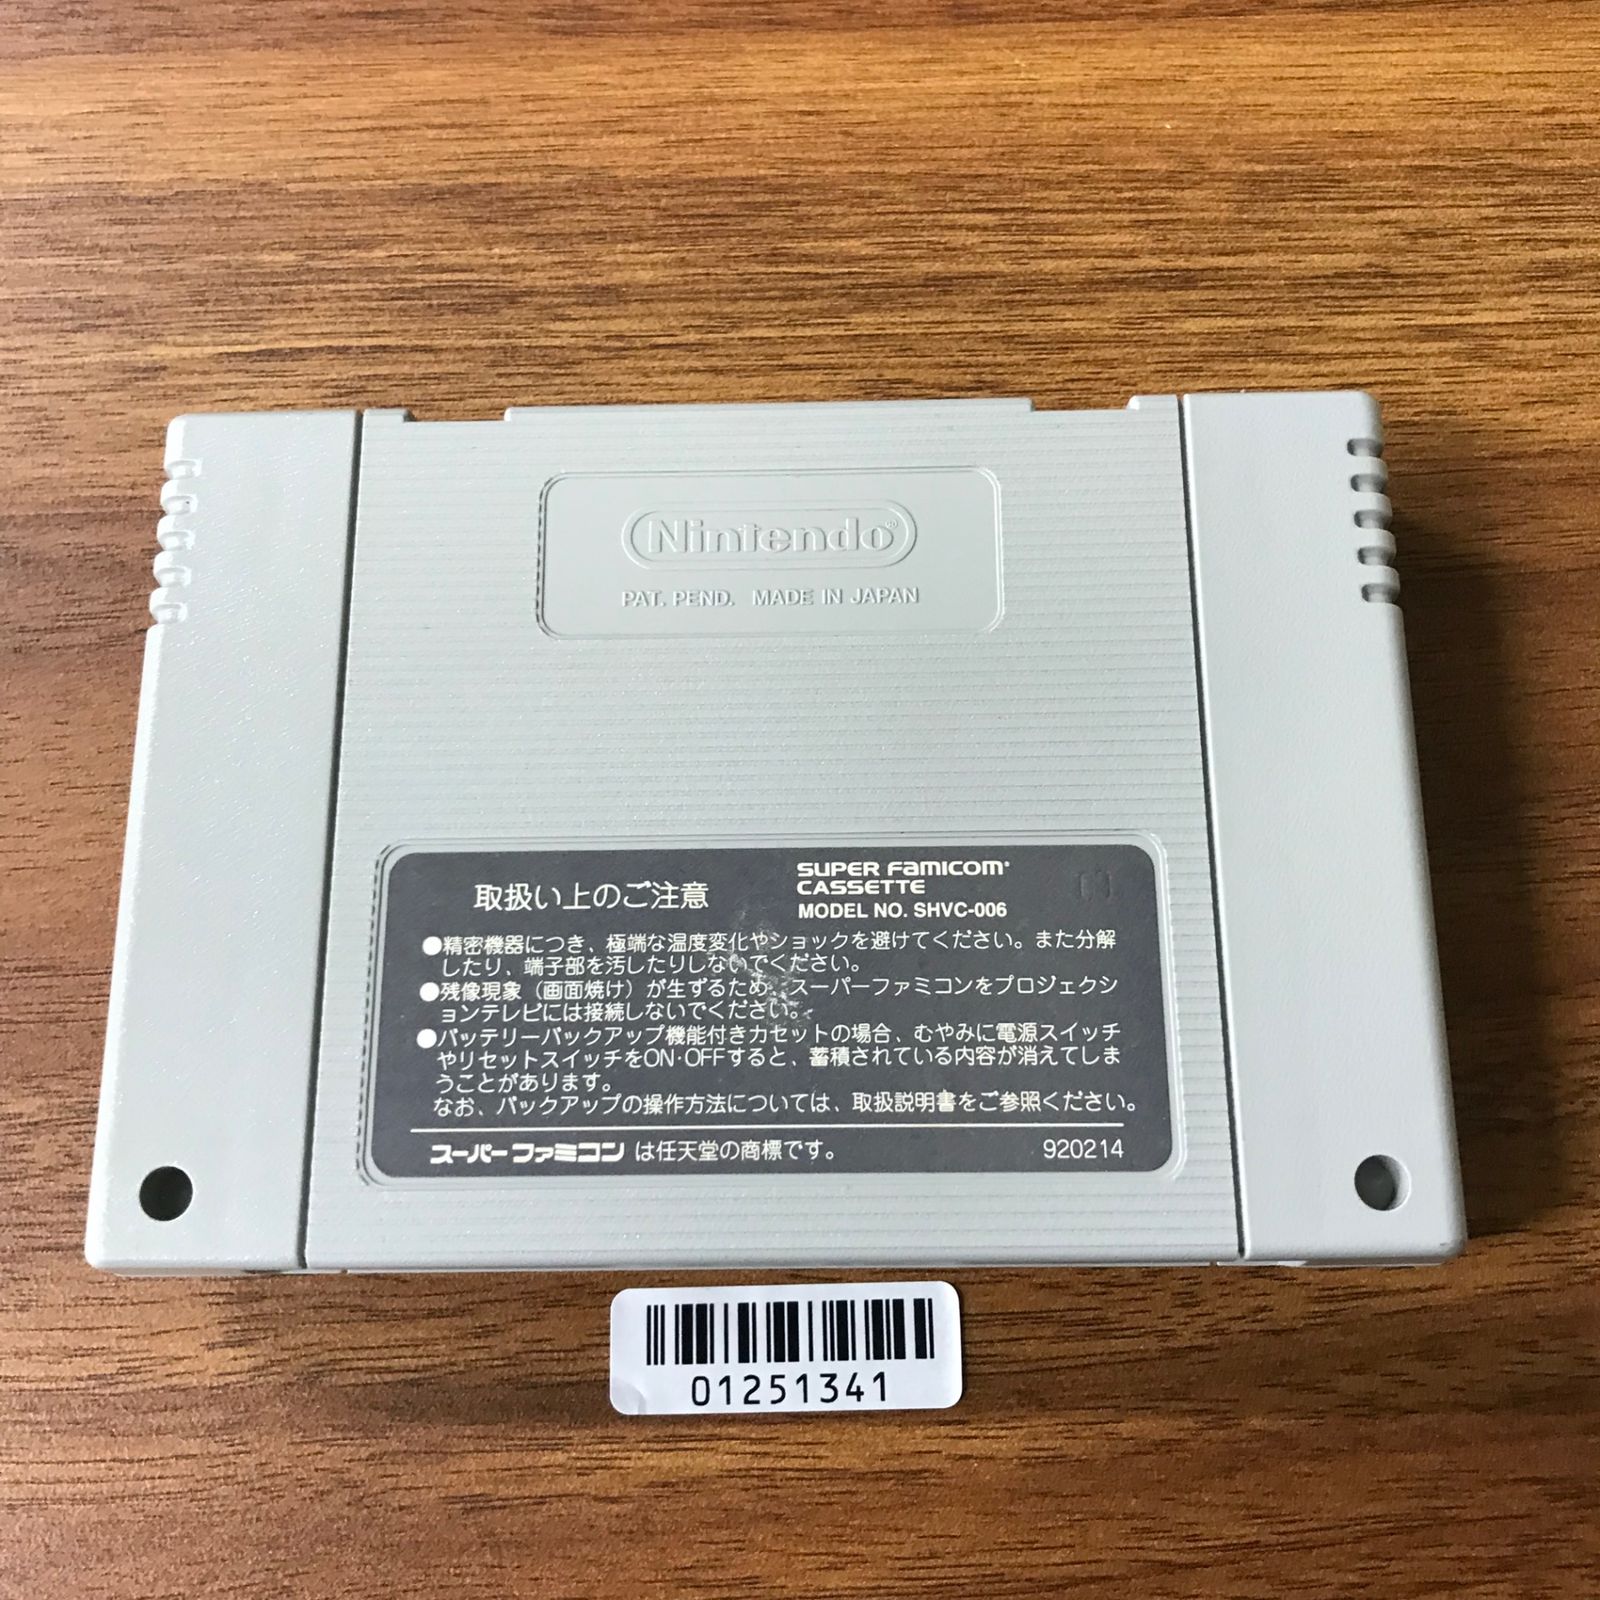 Nintendo®
PAT. PEND. MADE IN JAPAN
取扱い上のご注意
SUPER FAMICOM
CASSETTE
MODEL NO. SHVC-006
●精密機器につき、極端な温度変化やショックを避けてください。また分解
したり、端子部を汚したりしないでください。
●残像現象（画面焼け）が生ずるため、スーパーファミコンをプロジェクシ
ョンテレビには接続しないでください。
●バッテリーバックアップ機能付きカセットの場合、むやみに電源スイッチ
やリセットスイッチをON·OFFすると、蓄積されている内容が消えてしま
うことがあります。
なお、バックアップの操作方法については、取扱説明書をご参照ください。
スーパーファミコン は任天堂の商標です。 920214
01251341